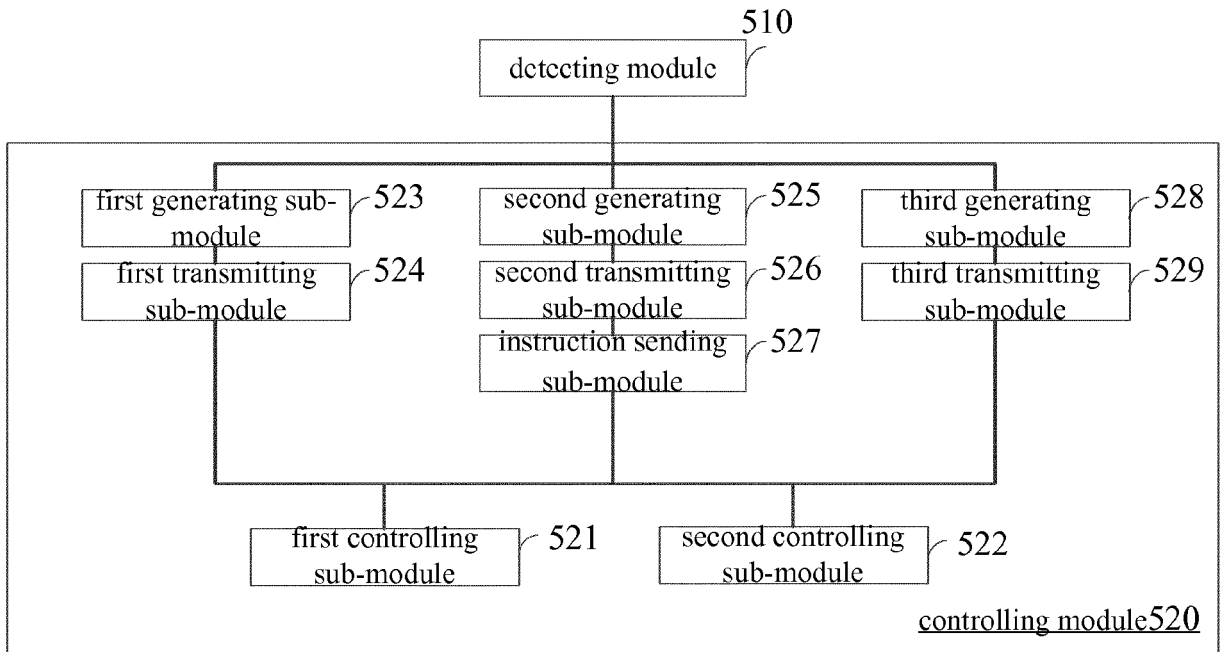 510
detecting module
first generating sub-
module
523
second generating
sub-module
525
third generating
sub-module
528
first transmitting
sub-module
524
second transmitting
sub-module
526
third transmitting
sub-module
529
instruction sending
sub-module
527
first controlling
sub-module
521
second controlling
sub-module
522
controlling module520